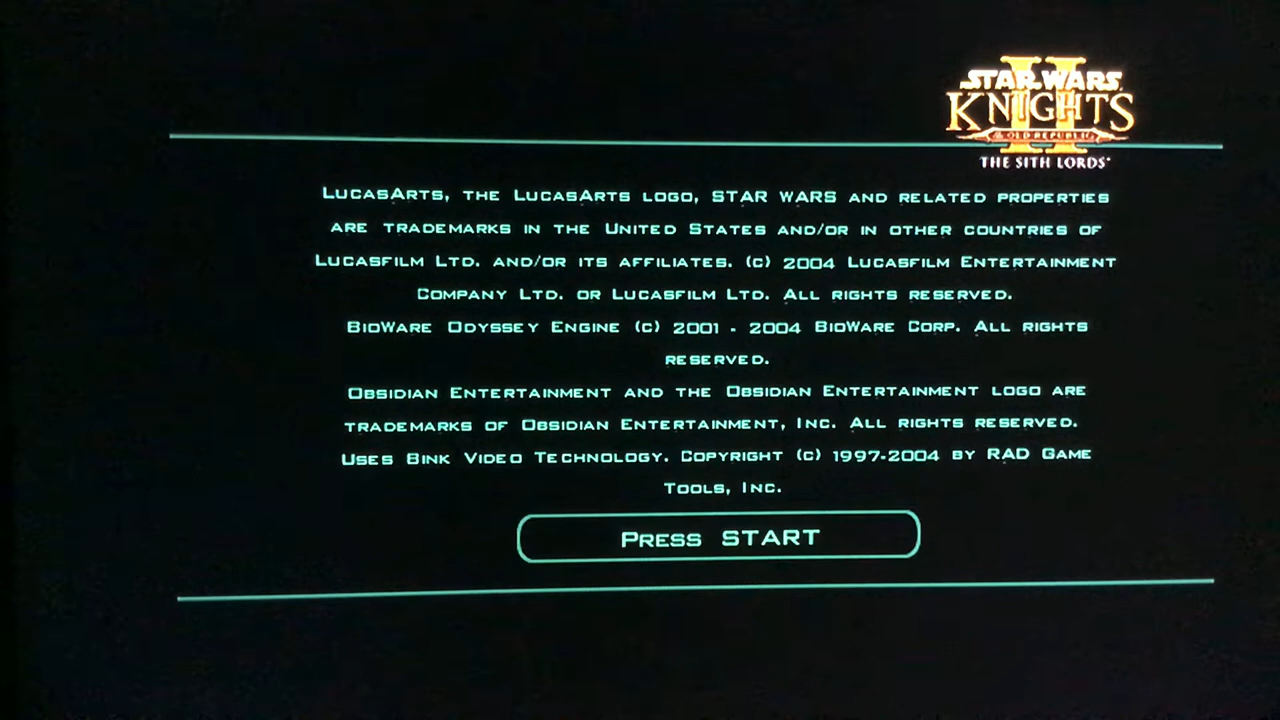 STAR WARS
II
KNIGHTS
OF THE OLD REPUBLIC
THE SITH LORDS
LucasArts, the LucasArts logo, STAR WARS and related properties
are trademarks in the United States and/or in other countries of
Lucasfilm Ltd. and/or its affiliates. (c) 2004 Lucasfilm Entertainment
Company Ltd. or Lucasfilm Ltd. All rights reserved.
BioWare Odyssey Engine (c) 2001 - 2004 BioWare Corp. All rights
reserved.
Obsidian Entertainment and the Obsidian Entertainment logo are
trademarks of Obsidian Entertainment, Inc. All rights reserved.
Uses Bink Video Technology. Copyright (c) 1997-2004 by RAD Game
Tools, Inc.
Press START